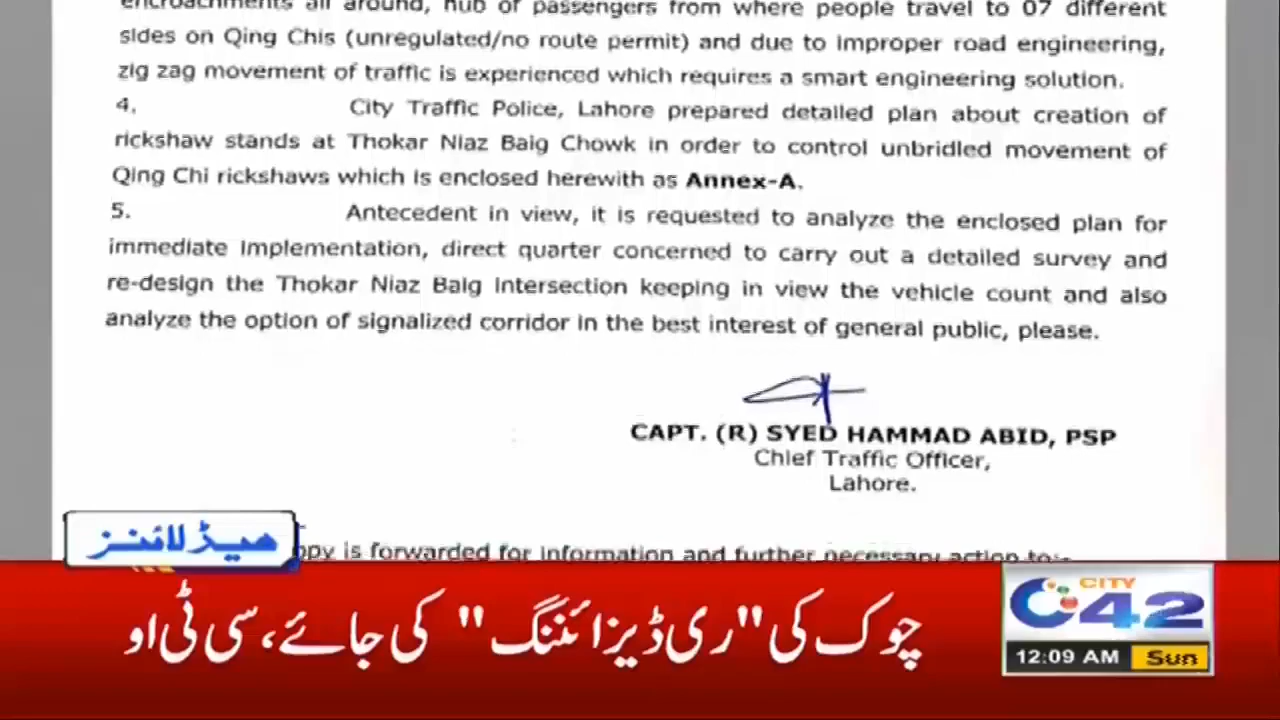 encroachments all around, hub of passengers from where people travel to 07 different
sides on Qing Chis (unregulated/no route permit) and due to improper road engineering,
zig zag movement of traffic is experienced which requires a smart engineering solution.
4. City Traffic Police, Lahore prepared detailed plan about creation of
rickshaw stands at Thokar Niaz Baig Chowk in order to control unbridled movement of
Qing Chi rickshaws which is enclosed herewith as Annex-A.
5. Antecedent in view, it is requested to analyze the enclosed plan for
immediate implementation, direct quarter concerned to carry out a detailed survey and
re-design the Thokar Niaz Baig Intersection keeping in view the vehicle count and also
analyze the option of signalized corridor in the best interest of general public, please.
CAPT. (R) SYED HAMMAD ABID, PSP
Chief Traffic Officer,
Lahore.
opy is forwarded for information and further necessary action to:-
ہیڈلائنز
چوک کی "ری ڈیزائننگ" کی جائے، سی ٹی او
CITY
42
12:09 AM Sun